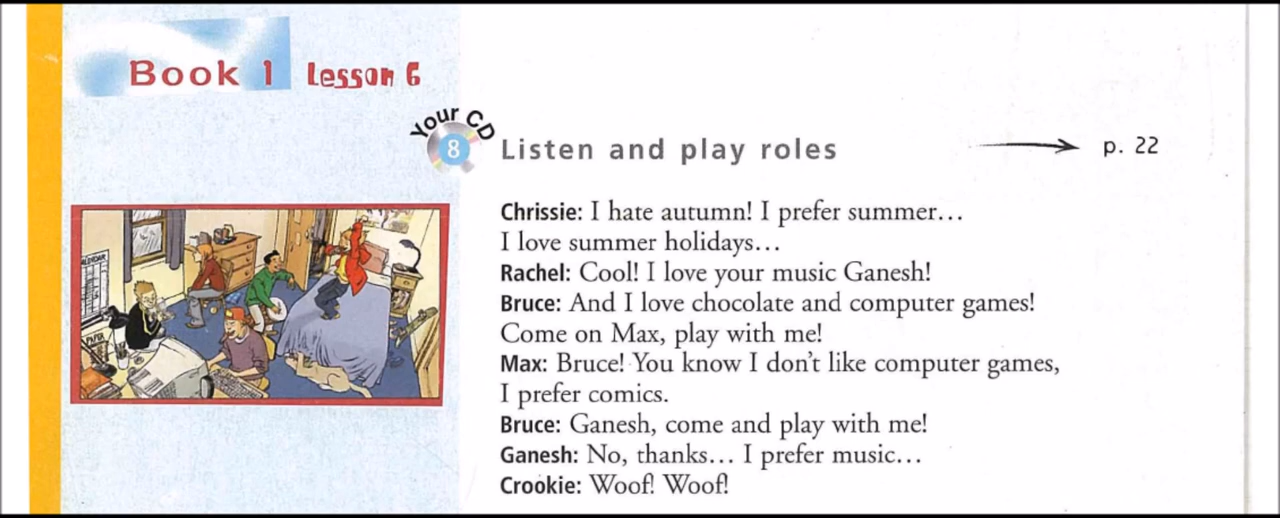 Book 1 Lesson 6
Your CD
8
Listen and play roles
p. 22
CALENDAR
Chrissie: I hate autumn! I prefer summer...
I love summer holidays...
Rachel: Cool! I love your music Ganesh!
Bruce: And I love chocolate and computer games!
Come on Max, play with me!
Max: Bruce! You know I don't like computer games,
I prefer comics.
Bruce: Ganesh, come and play with me!
Ganesh: No, thanks... I prefer music...
Crookie: Woof! Woof!